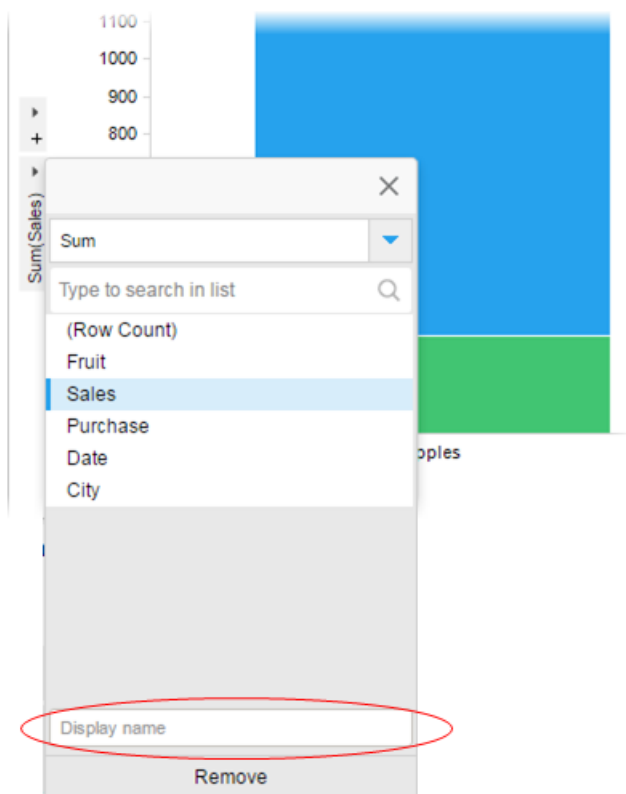 1100
1000
900
800
+
Sum(Sales)
Sum
Type to search in list
(Row Count)
Fruit
Sales
Purchase
Date
City
pples
Display name
Remove